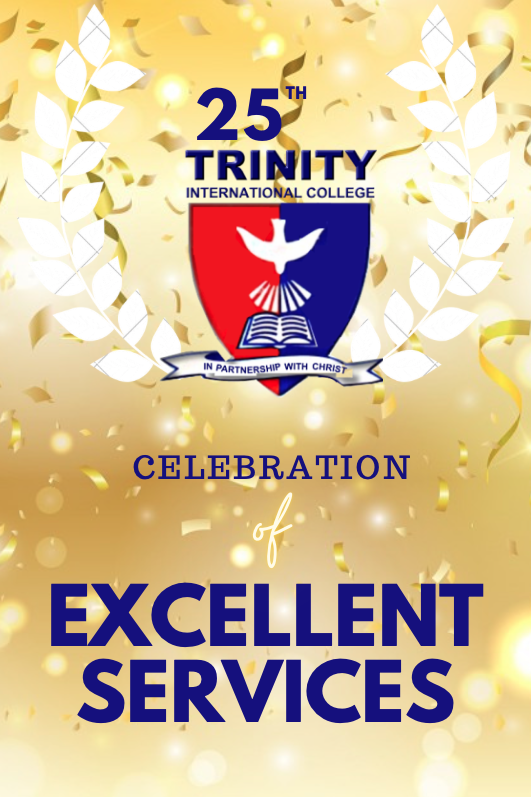 25TH
TRINITY
INTERNATIONAL COLLEGE
IN PARTNERSHIP WITH CHRIST
CELEBRATION
of
EXCELLENT
SERVICES